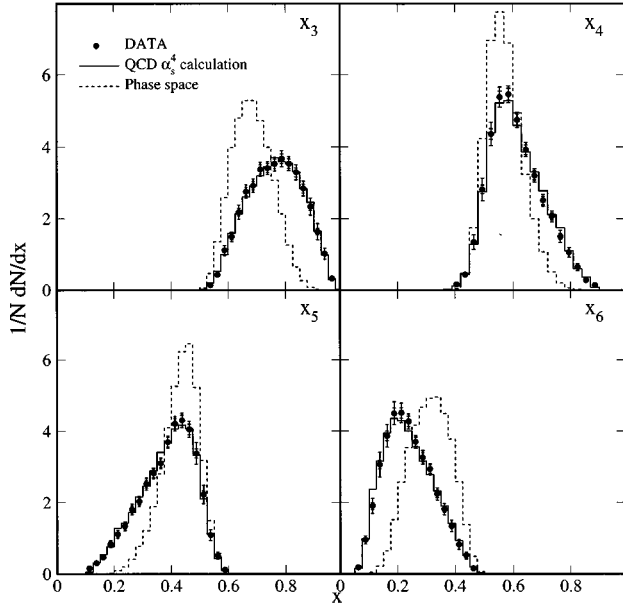 x3
x4
DATA
QCD αs^4 calculation
Phase space
6
4
2
0
1/N dN/dx
x5
x6
6
4
2
0
0 0.2 0.4 0.6 0.8 0 0.2 0.4 0.6 0.8
x